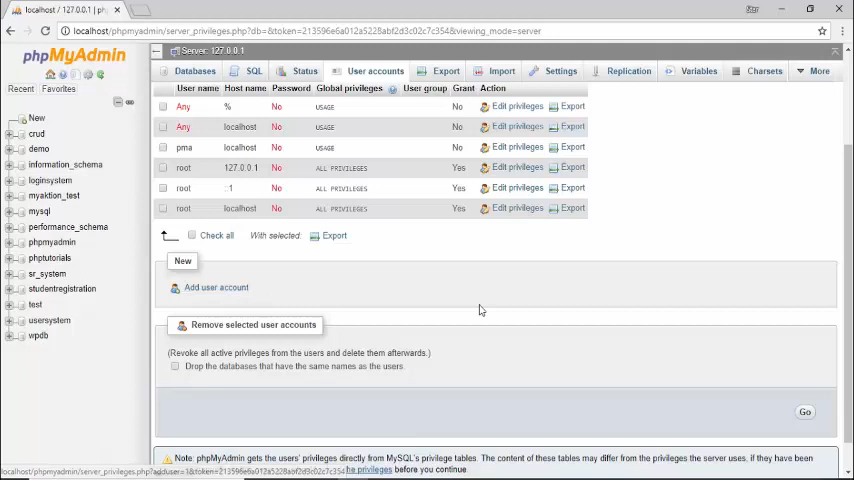 localhost / 127.0.0.1 | ph
localhost/phpmyadmin/server_privileges.php?db=&token=213596e6a012a5228abf2d3c02c7c354&viewing_mode=server
phpMyAdmin
Recent Favorites
New
crud
demo
information_schema
loginsystem
myaktion_test
mysql
performance_schema
phpmyadmin
phptutorials
sr_system
studentregistration
test
usersystem
wpdb
Server: 127.0.0.1
Databases SQL Status User accounts Export Import Settings Replication Variables Charsets More
User name Host name Password Global privileges User group Grant Action
Any % No USAGE No Edit privileges Export
Any localhost No USAGE No Edit privileges Export
pma localhost No USAGE No Edit privileges Export
root 127.0.0.1 No ALL PRIVILEGES Yes Edit privileges Export
root ::1 No ALL PRIVILEGES Yes Edit privileges Export
root localhost No ALL PRIVILEGES Yes Edit privileges Export
Check all With selected: Export
New
Add user account
Remove selected user accounts
(Revoke all active privileges from the users and delete them afterwards.)
Drop the databases that have the same names as the users.
Go
Note: phpMyAdmin gets the users' privileges directly from MySQL's privilege tables. The content of these tables may differ from the privileges the server uses, if they have been
he privileges before you continue.
localhost/phpmyadmin/server_privileges.php?adduser=1&token=213596e6a012a5228abf2d3c02c7c354